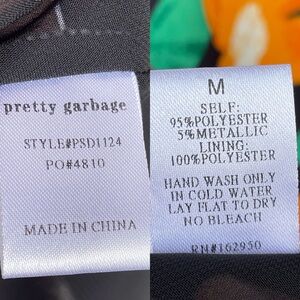 pretty garbage
STYLE#PSD1124
PO#4810
MADE IN CHINA
M
SELF:
95%POLYESTER
5%METALLIC
LINING:
100%POLYESTER
HAND WASH ONLY
IN COLD WATER
LAY FLAT TO DRY
NO BLEACH
RN#162950